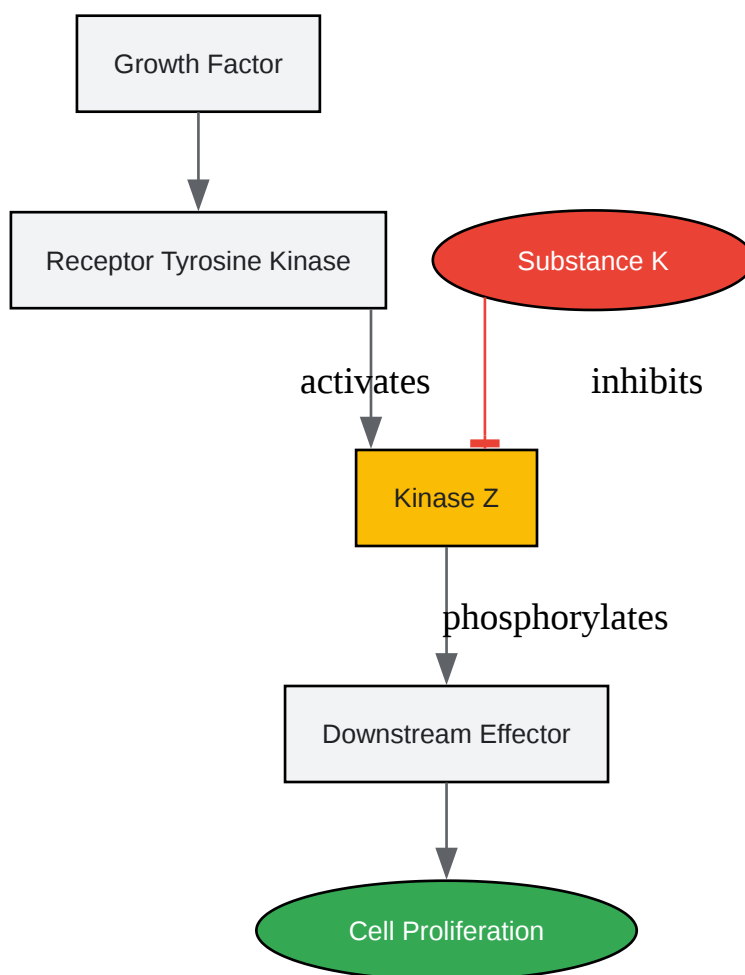 Growth Factor
Receptor Tyrosine Kinase
Substance K
activates
inhibits
Kinase Z
phosphorylates
Downstream Effector
Cell Proliferation